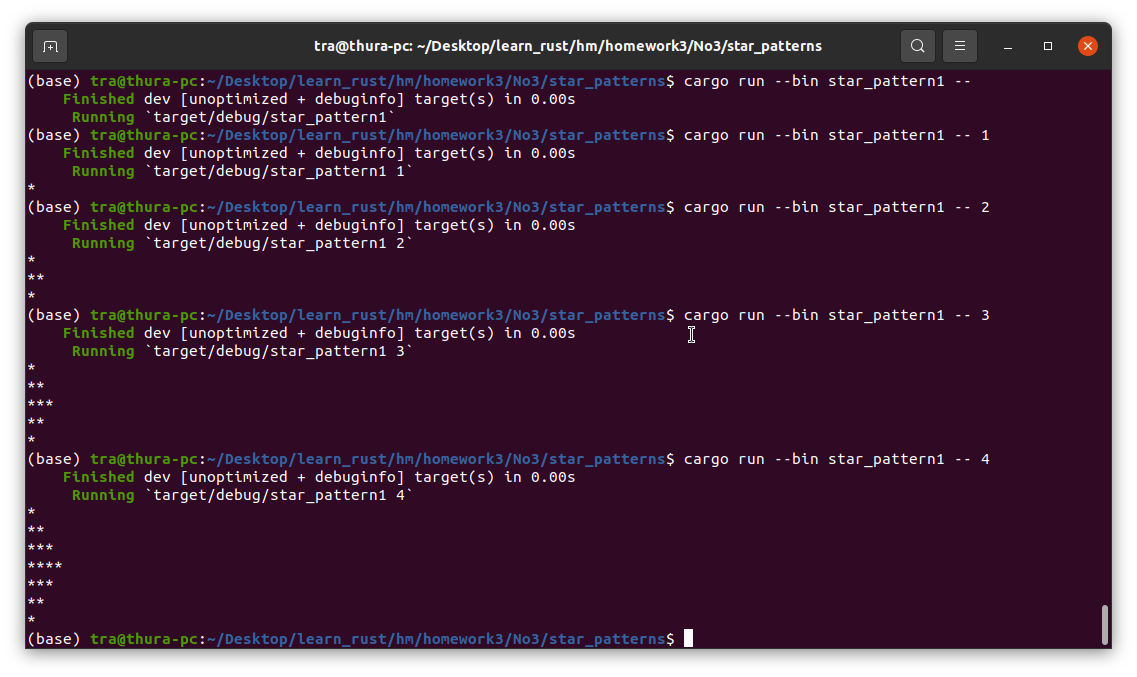 tra@thura-pc: ~/Desktop/learn_rust/hm/homework3/No3/star_patterns
(base) tra@thura-pc:~/Desktop/learn_rust/hm/homework3/No3/star_patterns$ cargo run --bin star_pattern1 --
    Finished dev [unoptimized + debuginfo] target(s) in 0.00s
     Running `target/debug/star_pattern1`
(base) tra@thura-pc:~/Desktop/learn_rust/hm/homework3/No3/star_patterns$ cargo run --bin star_pattern1 -- 1
    Finished dev [unoptimized + debuginfo] target(s) in 0.00s
     Running `target/debug/star_pattern1 1`
*
(base) tra@thura-pc:~/Desktop/learn_rust/hm/homework3/No3/star_patterns$ cargo run --bin star_pattern1 -- 2
    Finished dev [unoptimized + debuginfo] target(s) in 0.00s
     Running `target/debug/star_pattern1 2`
*
**
*
(base) tra@thura-pc:~/Desktop/learn_rust/hm/homework3/No3/star_patterns$ cargo run --bin star_pattern1 -- 3
    Finished dev [unoptimized + debuginfo] target(s) in 0.00s
     Running `target/debug/star_pattern1 3`
*
**
***
**
*
(base) tra@thura-pc:~/Desktop/learn_rust/hm/homework3/No3/star_patterns$ cargo run --bin star_pattern1 -- 4
    Finished dev [unoptimized + debuginfo] target(s) in 0.00s
     Running `target/debug/star_pattern1 4`
*
**
***
****
***
**
*
(base) tra@thura-pc:~/Desktop/learn_rust/hm/homework3/No3/star_patterns$